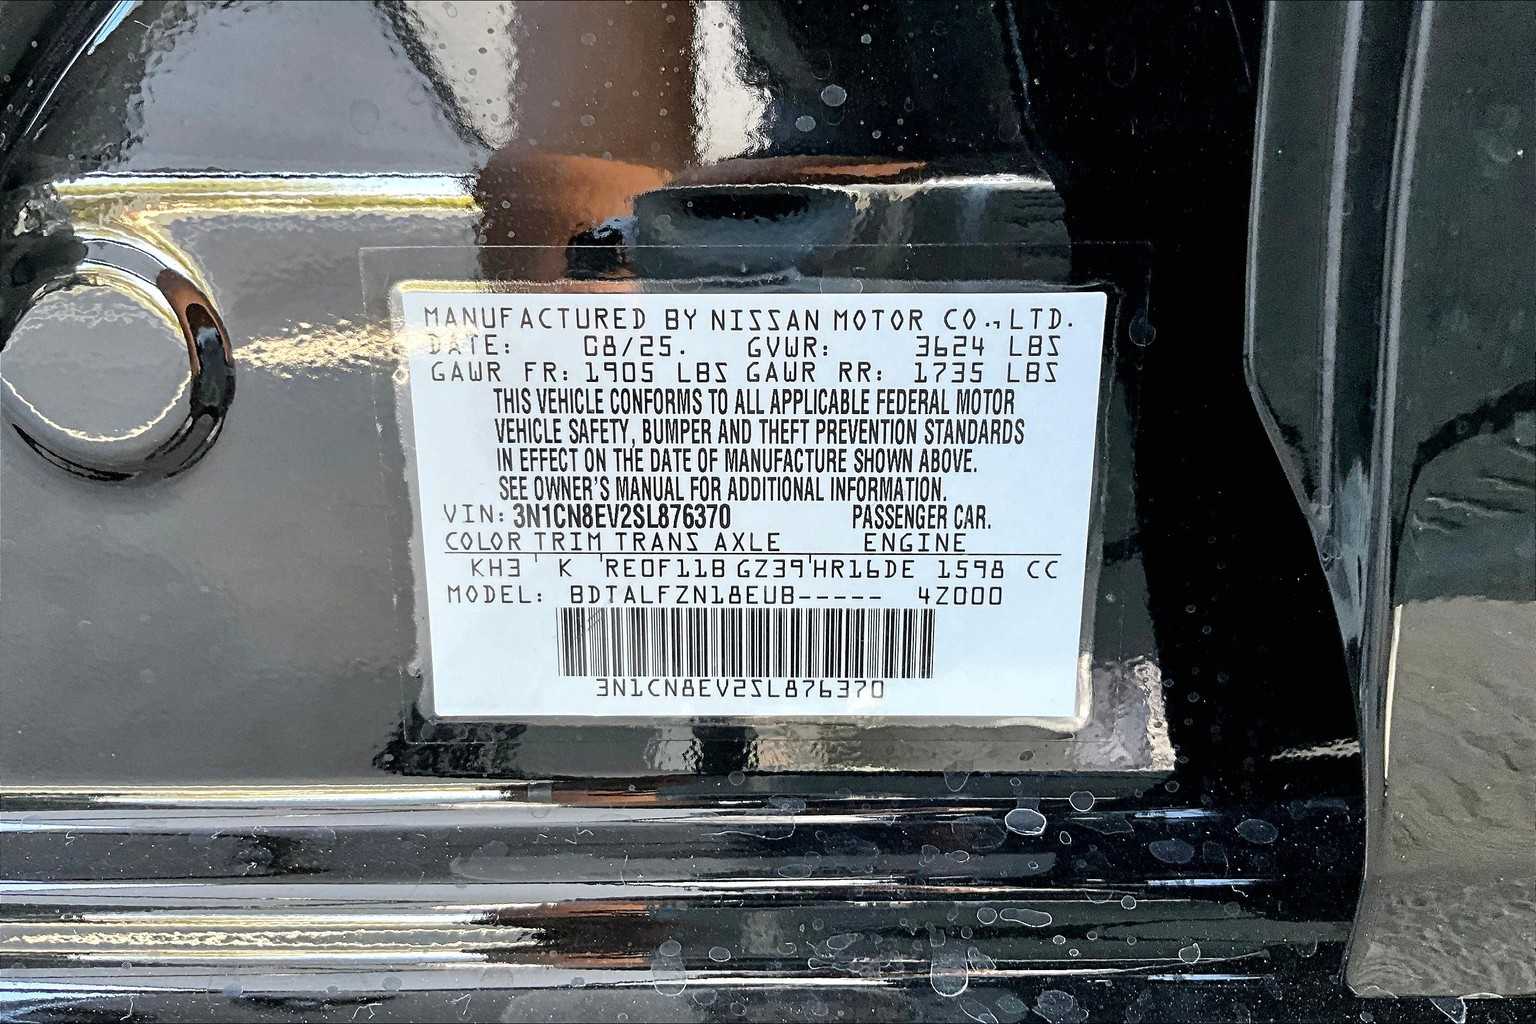 MANUFACTURED BY NISSAN MOTOR CO.,LTD.
DATE: 08/25. GVWR: 3624 LBS
GAWR FR: 1905 LBS GAWR RR: 1735 LBS
THIS VEHICLE CONFORMS TO ALL APPLICABLE FEDERAL MOTOR
VEHICLE SAFETY, BUMPER AND THEFT PREVENTION STANDARDS
IN EFFECT ON THE DATE OF MANUFACTURE SHOWN ABOVE.
SEE OWNER'S MANUAL FOR ADDITIONAL INFORMATION.
VIN: 3N1CN8EV2SL876370 PASSENGER CAR.
COLOR TRIM TRANS AXLE ENGINE
KH3 ' K 'RE0F11B GZ39'HR16DE 1598 CC
MODEL: BDTALFZN18EUB----- 4Z000
3N1CN8EV2SL876370